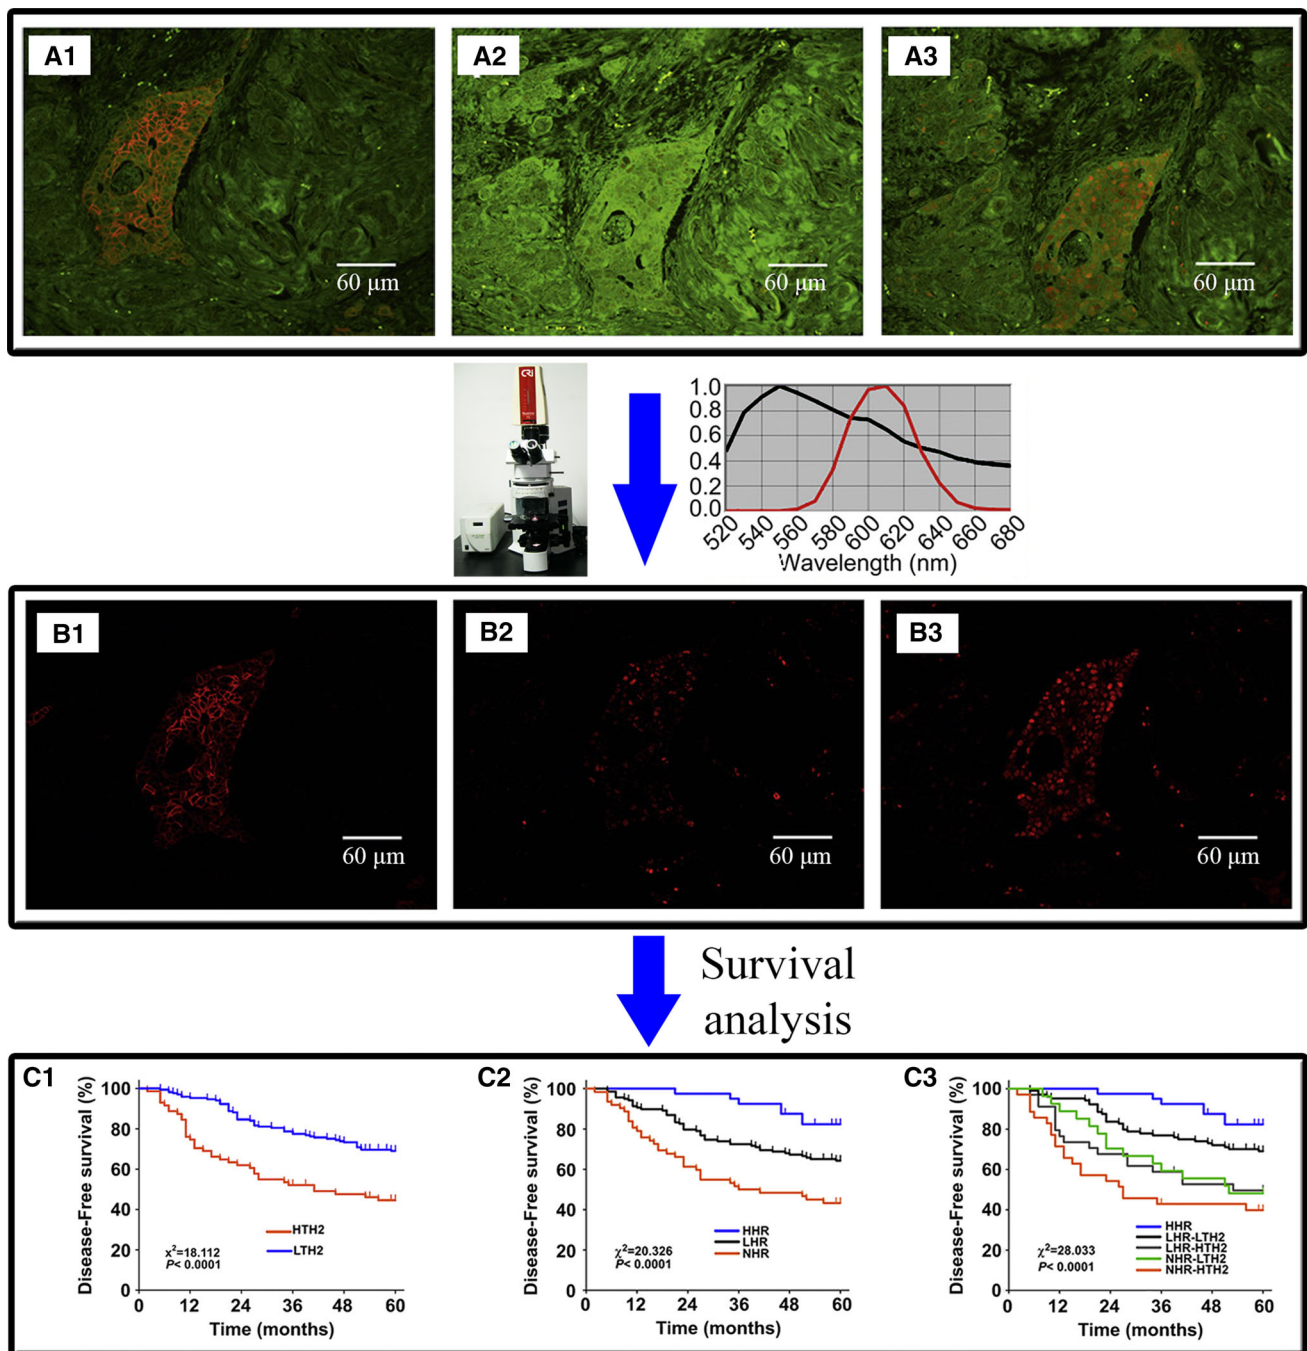 A1
A2
A3
60 μm
60 μm
60 μm
CRi
1.0
0.8
0.6
0.4
0.2
0.0
520 540 560 580 600 620 640 660 680
Wavelength (nm)
B1
B2
B3
60 μm
60 μm
60 μm
Survival
analysis
C1
Disease-Free survival (%)
100
80
60
40
20
0
HTH2
LTH2
x²=18.112
P< 0.0001
0 12 24 36 48 60
Time (months)
C2
Disease-Free survival (%)
100
80
60
40
20
0
HHR
LHR
NHR
χ²=20.326
P< 0.0001
0 12 24 36 48 60
Time (months)
C3
Disease-Free survival (%)
100
80
60
40
20
0
HHR
LHR-LTH2
LHR-HTH2
NHR-LTH2
NHR-HTH2
χ²=28.033
P< 0.0001
0 12 24 36 48 60
Time (months)